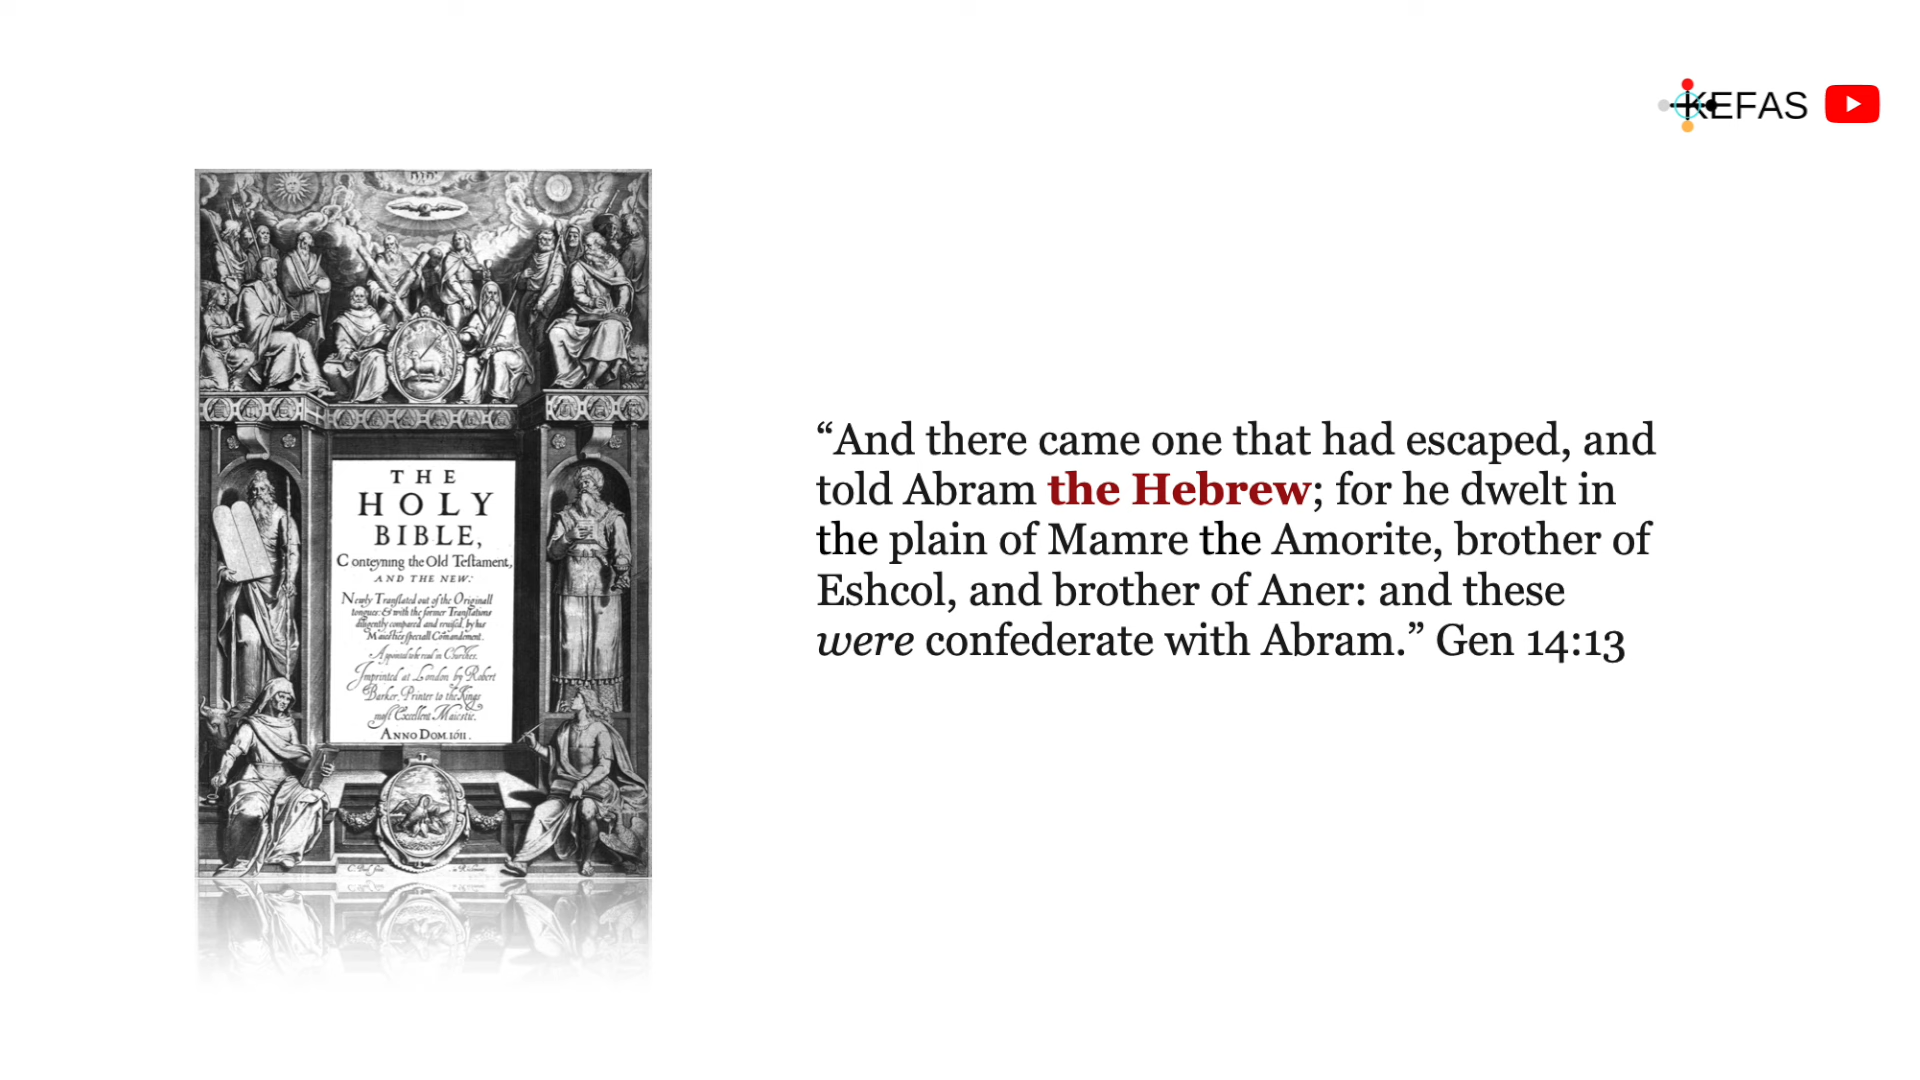 KEFAS
יהוה
THE
HOLY
BIBLE,
Conteyning the Old Teſtament,
AND THE NEW:
Newly Tranſlated out of the Originall
tongues: & with the former Tranſlations
diligently compared and reuiſed, by his
Maieſties ſpeciall Comandement.
Appointed to be read in Churches.
Imprinted at London by Robert
Barker, Printer to the Kings
moſt Excellent Maieſtie.
ANNO DOM. 1611.
“And there came one that had escaped, and
told Abram the Hebrew; for he dwelt in
the plain of Mamre the Amorite, brother of
Eshcol, and brother of Aner: and these
were confederate with Abram.” Gen 14:13